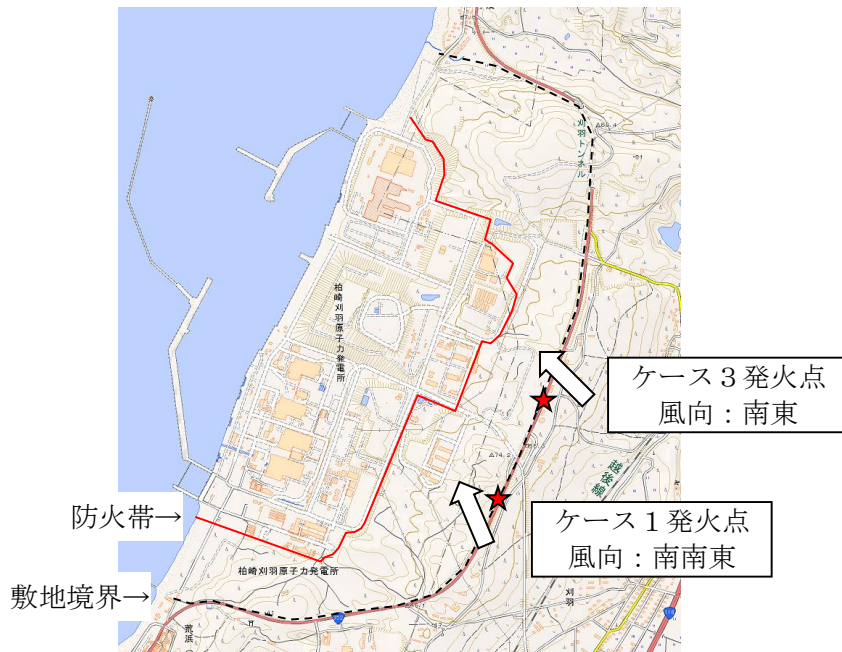 刈羽トンネル
柏崎刈羽原子力発電所
ケース3発火点
風向：南東
△74.2
越後線
ケース1発火点
風向：南南東
防火帯→
柏崎刈羽原子力発電所
敷地境界→
刈羽
荒浜